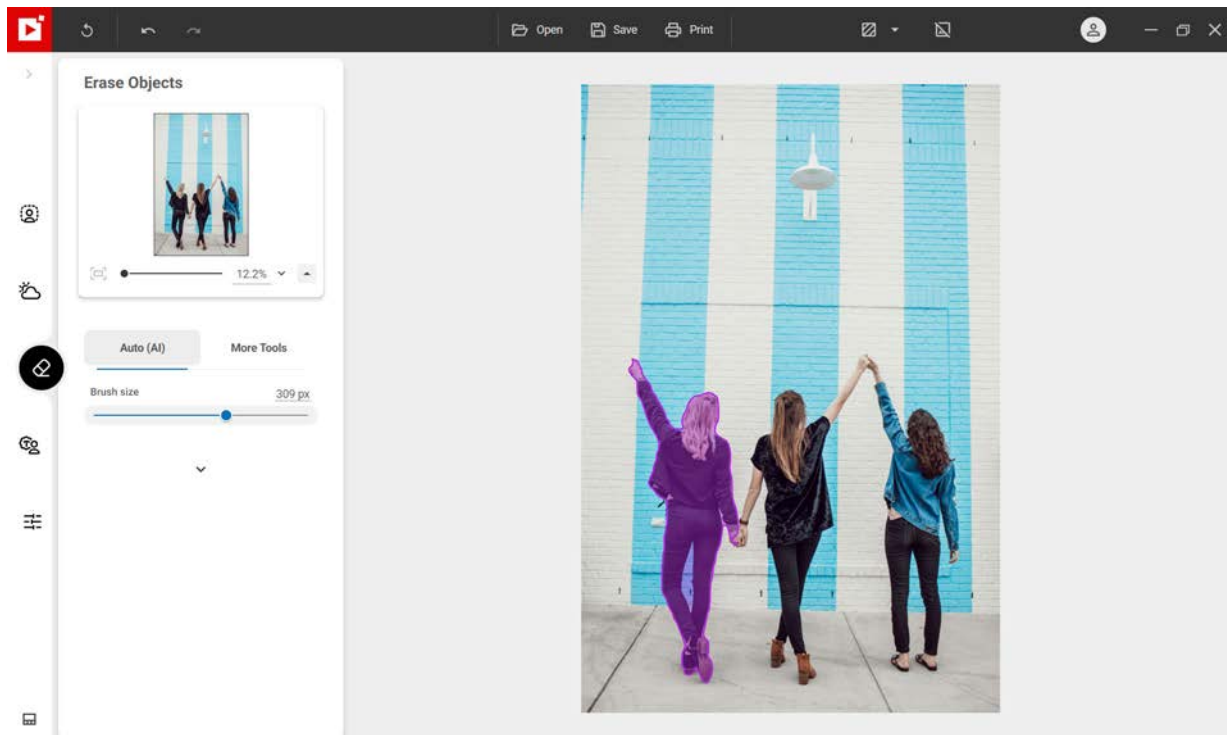 Open Save Print
Erase Objects
12.2%
Auto (AI) More Tools
Brush size 309 px